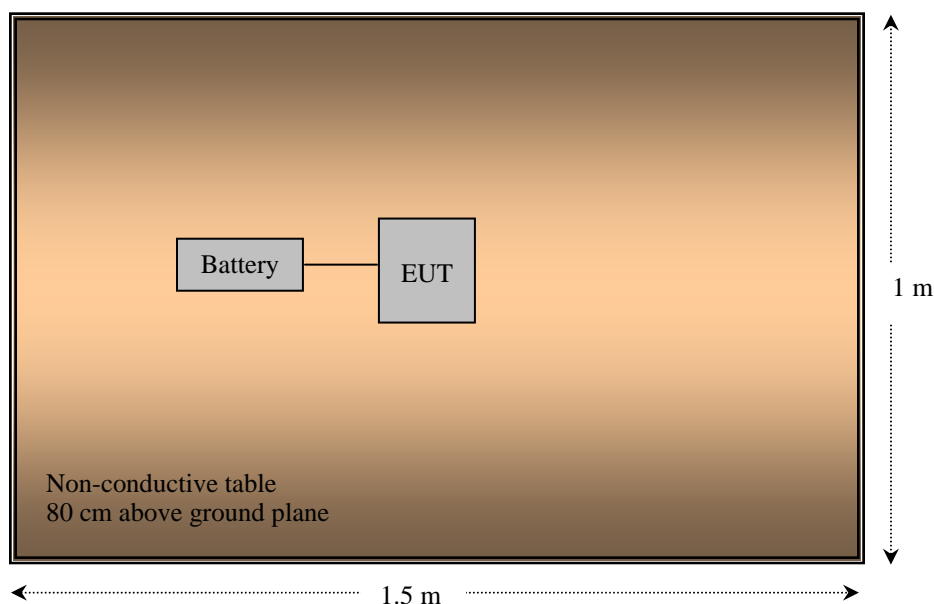 Battery
EUT
1 m
Non-conductive table
80 cm above ground plane
1.5 m